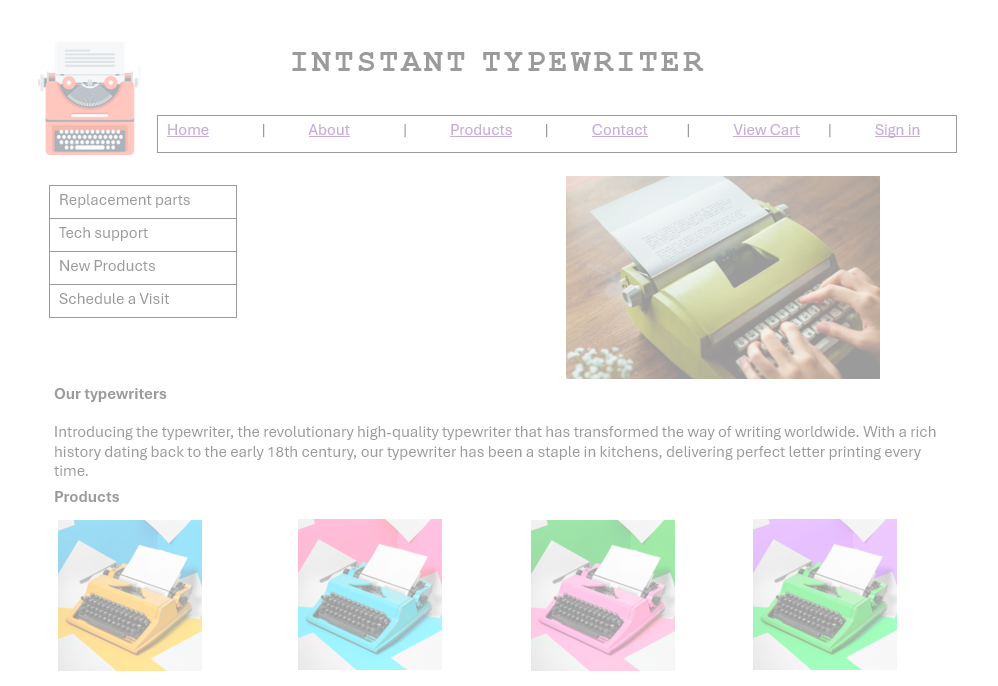 INTSTANT TYPEWRITER
Home | About | Products | Contact | View Cart | Sign in
Replacement parts
Tech support
New Products
Schedule a Visit
Our typewriters
Introducing the typewriter, the revolutionary high-quality typewriter that has transformed the way of writing worldwide. With a rich
history dating back to the early 18th century, our typewriter has been a staple in kitchens, delivering perfect letter printing every
time.
Products